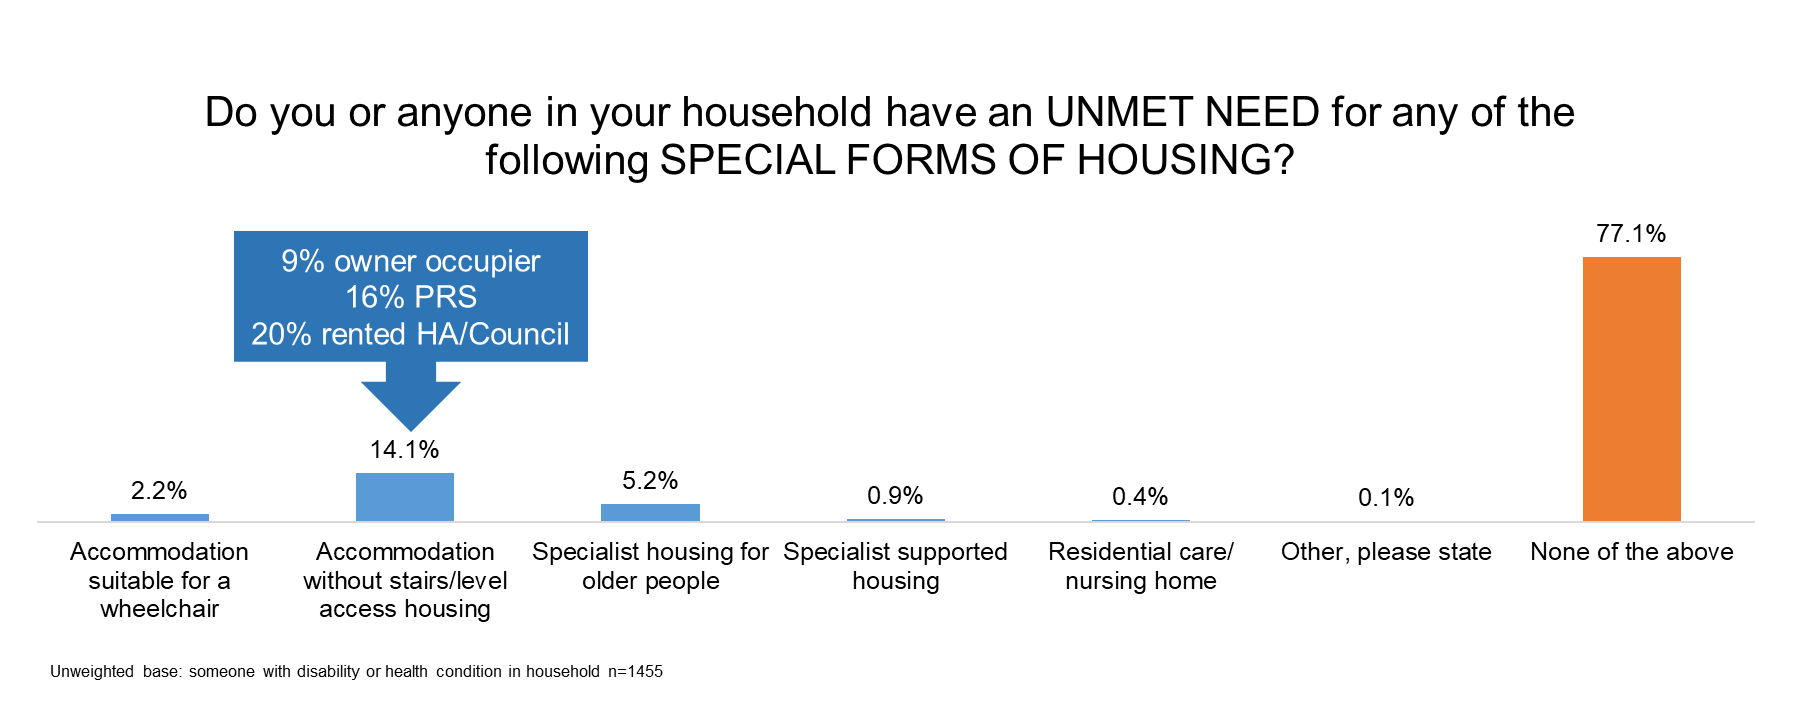 Do you or anyone in your household have an UNMET NEED for any of the
following SPECIAL FORMS OF HOUSING?
9% owner occupier
16% PRS
20% rented HA/Council
2.2%
14.1%
5.2%
0.9%
0.4%
0.1%
77.1%
Accommodation
suitable for a
wheelchair
Accommodation
without stairs/level
access housing
Specialist housing for
older people
Specialist supported
housing
Residential care/
nursing home
Other, please state
None of the above
Unweighted base: someone with disability or health condition in household n=1455